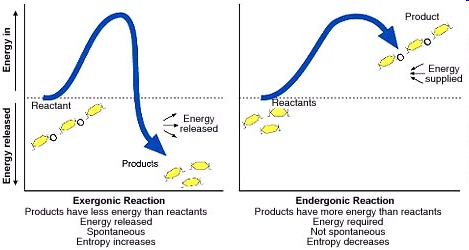 Energy in
Energy released
Reactant
Energy
released
Products
Exergonic Reaction
Products have less energy than reactants
Energy released
Spontaneous
Entropy increases
Product
Energy
supplied
Reactants
Endergonic Reaction
Products have more energy than reactants
Energy required
Not spontaneous
Entropy decreases